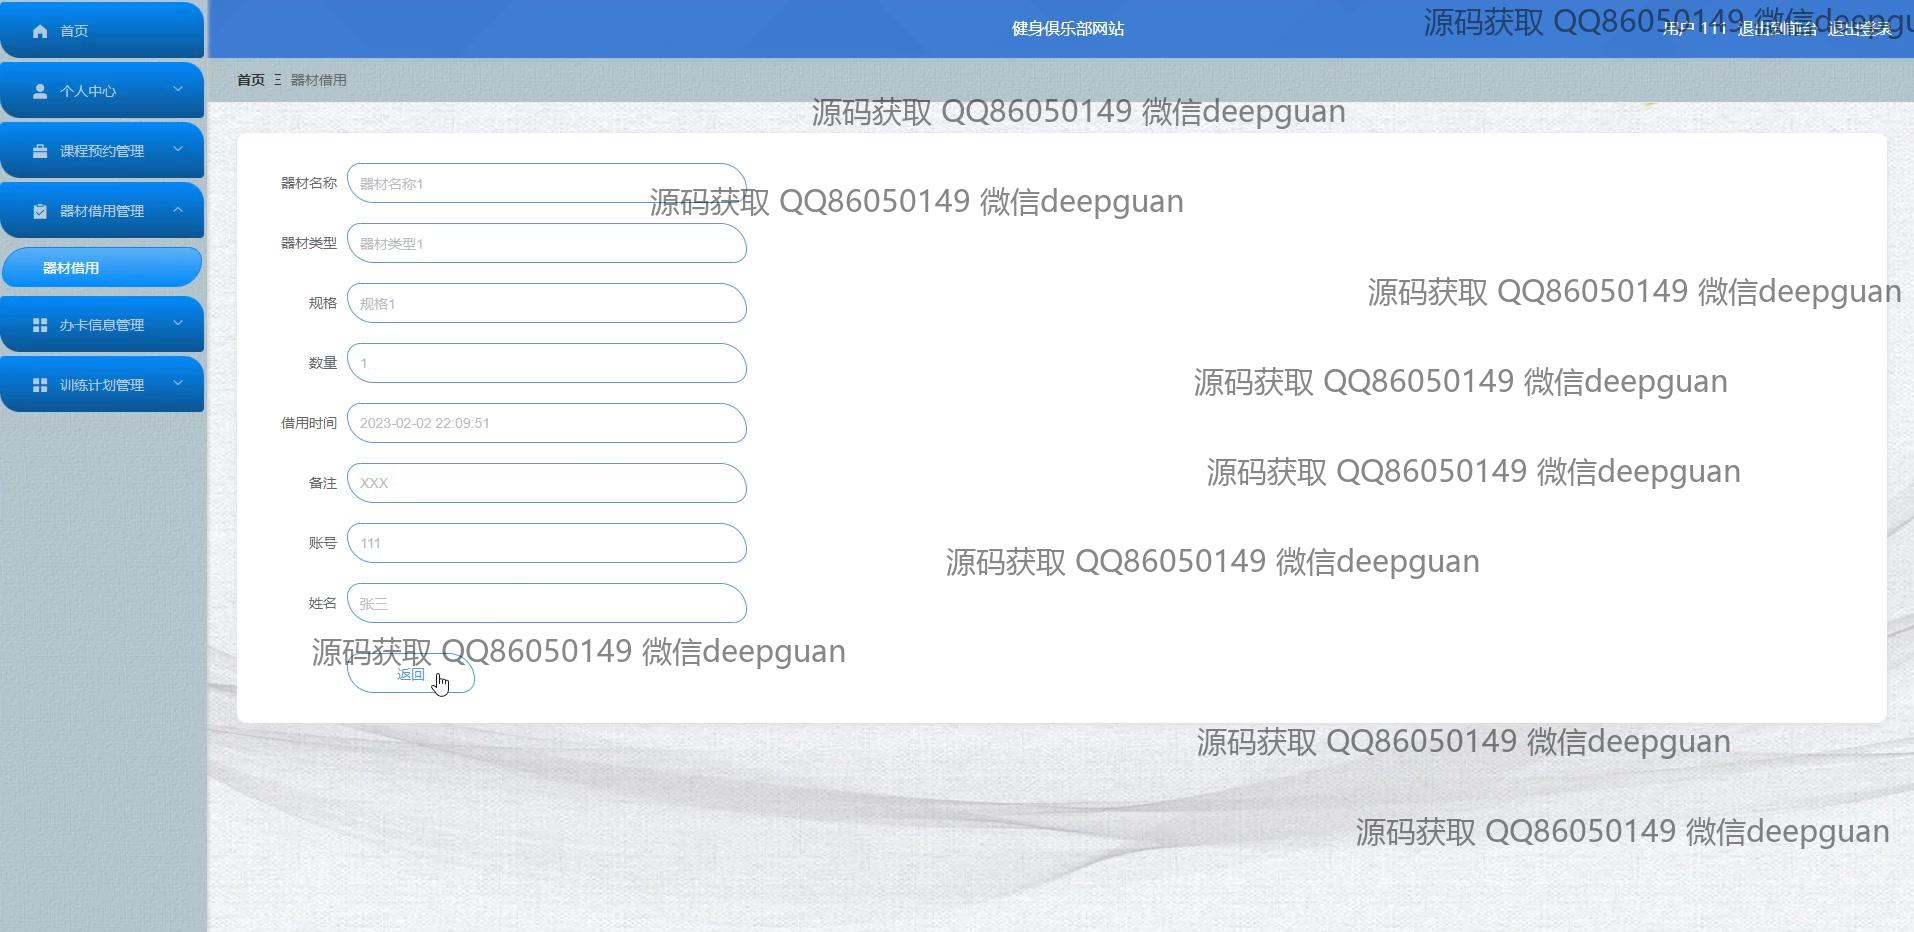 首页
健身俱乐部网站
用户 111 退出到前台 退出登录
源码获取 QQ86050149 微信deepgu
个人中心
首页 Ξ 器材借用
源码获取 QQ86050149 微信deepguan
课程预约管理
器材名称 器材名称1
源码获取 QQ86050149 微信deepguan
器材借用管理
器材类型 器材类型1
器材借用
源码获取 QQ86050149 微信deepguan
规格 规格1
办卡信息管理
数量 1
源码获取 QQ86050149 微信deepguan
训练计划管理
借用时间 2023-02-02 22:09:51
源码获取 QQ86050149 微信deepguan
备注 XXX
账号 111
源码获取 QQ86050149 微信deepguan
姓名 张三
源码获取 QQ86050149 微信deepguan
返回
源码获取 QQ86050149 微信deepguan
源码获取 QQ86050149 微信deepguan